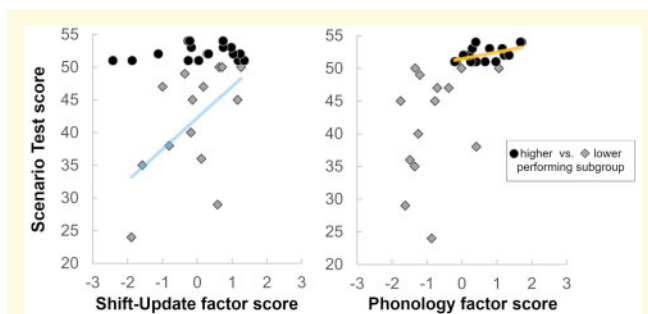 Scenario Test score
55
50
45
40
35
30
25
20
-3 -2 -1 0 1 2 3
Shift-Update factor score
55
50
45
40
35
30
25
20
-3 -2 -1 0 1 2 3
Phonology factor score
higher vs. lower
performing subgroup